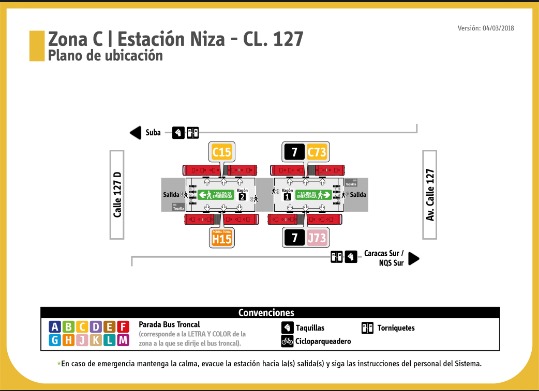 Zona C | Estación Niza - CL. 127
Plano de ubicación
Versión: 04/03/2018
Suba
C15
7 C73
Calle 127 D
Salida
2
1
Salida
Av. Calle 127
H15
7 J73
Caracas Sur /
NQS Sur
Convenciones
A B C D E F
G H J K L M
Parada Bus Troncal
(corresponde a la LETRA Y COLOR de la
zona a la que se dirije el bus troncal).
Taquillas
Torniquetes
Cicloparqueadero
•En caso de emergencia mantenga la calma, evacue la estación hacia la(s) salida(s) y siga las instrucciones del personal del Sistema.